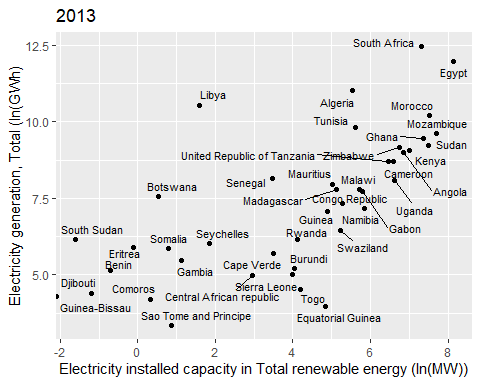 2013
Electricity generation, Total (ln(GWh)
12.5
10.0
7.5
5.0
South Africa
Egypt
Libya
Algeria
Morocco
Tunisia
Mozambique
Ghana
Sudan
United Republic of Tanzania
Zimbabwe
Kenya
Mauritius
Cameroon
Senegal
Malawi
Angola
Botswana
Madagascar
Congo Republic
Uganda
Guinea
Namibia
Gabon
South Sudan
Somalia
Seychelles
Rwanda
Swaziland
Eritrea
Benin
Gambia
Cape Verde
Burundi
Djibouti
Comoros
Central African republic
Sierra Leone
Togo
Guinea-Bissau
Sao Tome and Principe
Equatorial Guinea
-2
0
2
4
6
8
Electricity installed capacity in Total renewable energy (ln(MW))